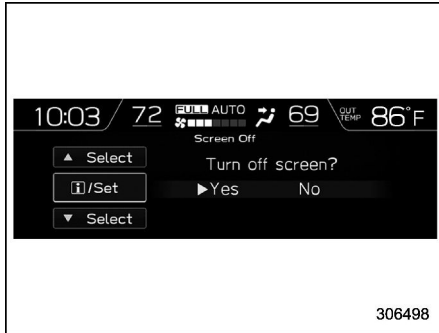 10:03 72 FULL AUTO 69 OUT TEMP 86°F
Screen Off
▲ Select
Turn off screen?
i/Set
▶Yes No
▼ Select
306498